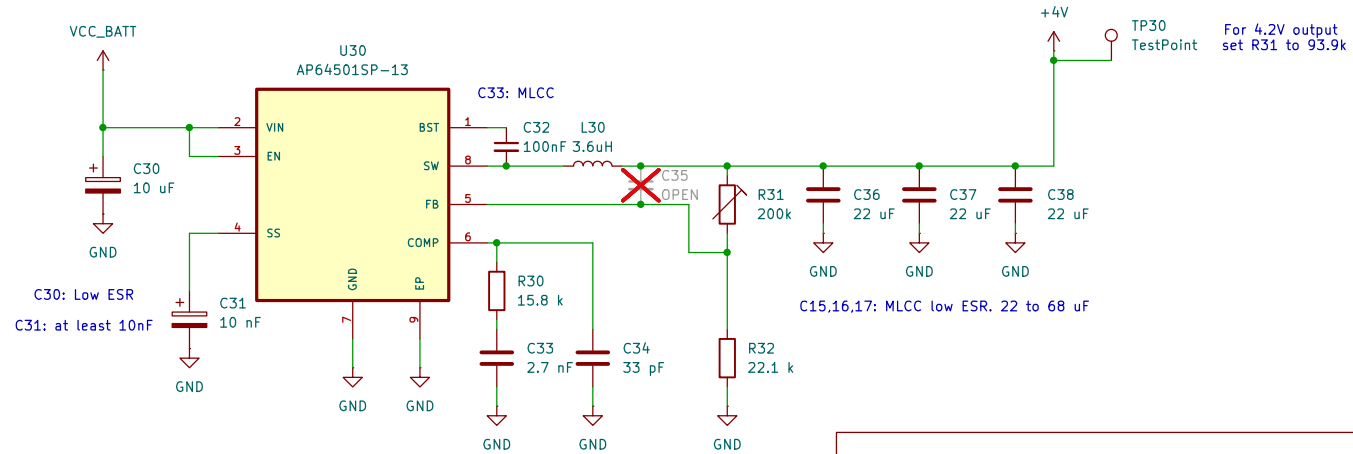 VCC_BATT
U30
AP64501SP-13
+4V
TP30
TestPoint
For 4.2V output
set R31 to 93.9k
C33: MLCC
2
VIN
3
EN
4
SS
BST
1
SW
8
FB
5
COMP
6
GND
7
EP
9
C30
10 uF
GND
C32
100nF
L30
3.6uH
C35
OPEN
R31
200k
C36
22 uF
GND
C37
22 uF
GND
C38
22 uF
GND
C30: Low ESR
C31: at least 10nF
C31
10 nF
GND
GND
GND
R30
15.8 k
C33
2.7 nF
GND
C34
33 pF
GND
C15,16,17: MLCC low ESR. 22 to 68 uF
R32
22.1 k
GND